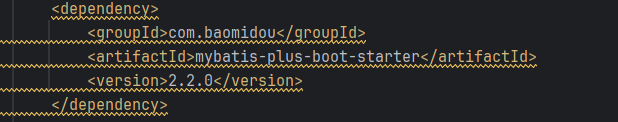 <dependency>
<groupId>com.baomidou</groupId>
<artifactId>mybatis-plus-boot-starter</artifactId>
<version>2.2.0</version>
</dependency>